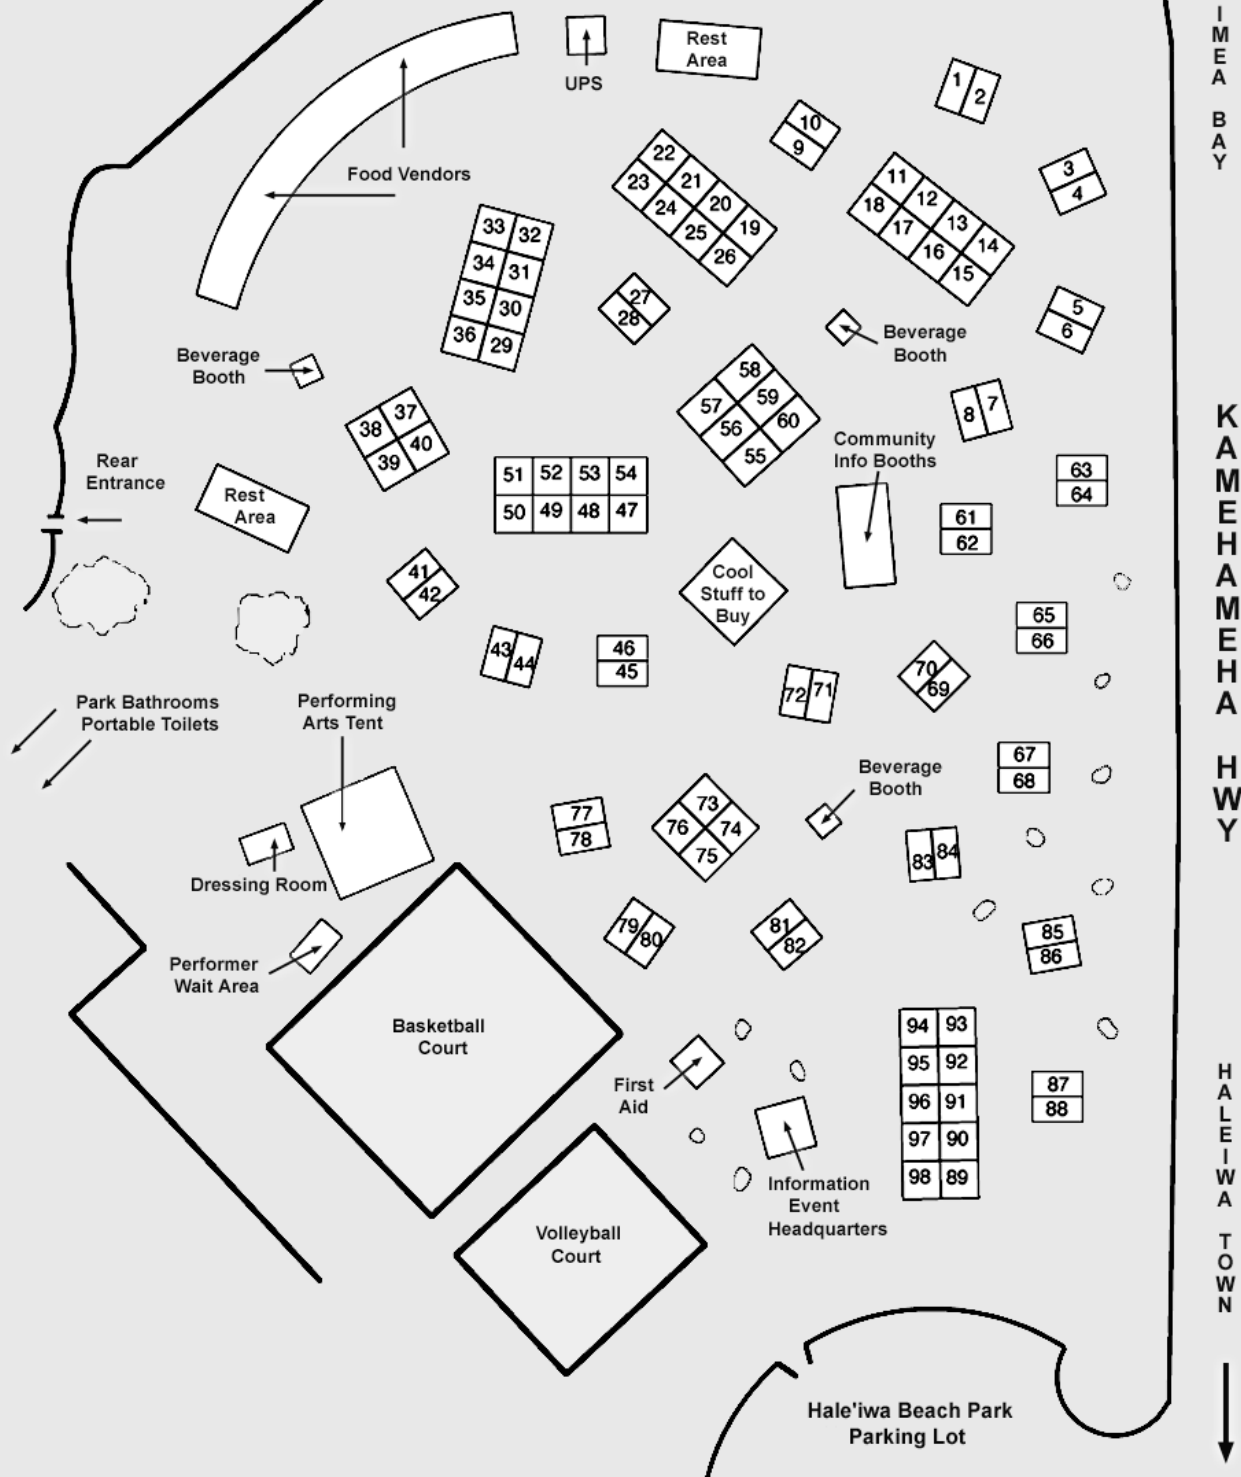 UPS
Rest
Area
IMEA BAY
1 2
10
9
Food Vendors
3
4
22
23 21
24 20
25 19
26
11
18 12
17 13
16 14
15
33 32
34 31
35 30
36 29
27
28
5
6
Beverage
Booth
Beverage
Booth
58
57 59
56 60
55
8 7
38 37
39 40
Community
Info Booths
Rear
Entrance
Rest
Area
51 52 53 54
50 49 48 47
63
64
61
62
KAMEHAMEHA HWY
41
42
Cool
Stuff to
Buy
65
66
43 44
46
45
72 71
70
69
Park Bathrooms
Portable Toilets
Performing
Arts Tent
67
68
Beverage
Booth
77
78
73
76 74
75
83 84
Dressing Room
79 80
81
82
85
86
Performer
Wait Area
Basketball
Court
94 93
95 92
96 91
97 90
98 89
First
Aid
87
88
HALEIWA TOWN
Information
Event
Headquarters
Volleyball
Court
Hale'iwa Beach Park
Parking Lot